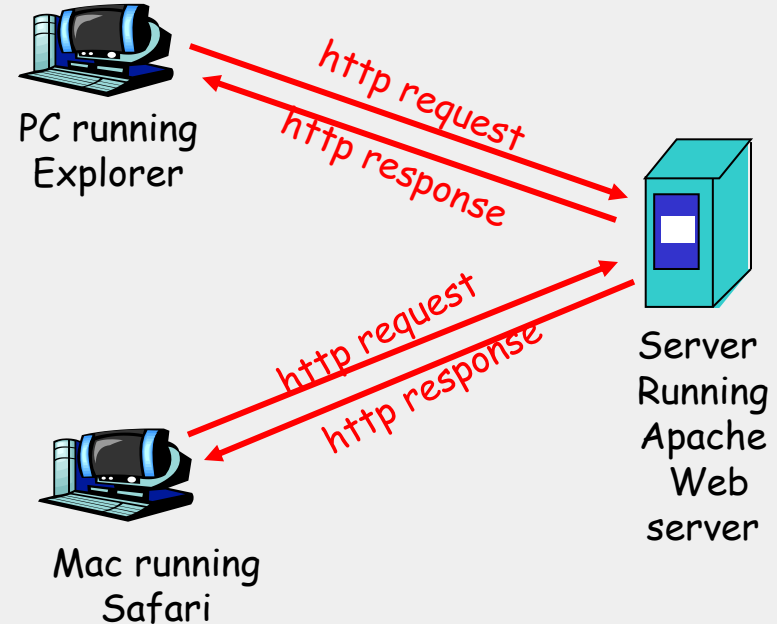 http request
http response
PC running
Explorer
http request
http response
Server
Running
Apache
Web
server
Mac running
Safari